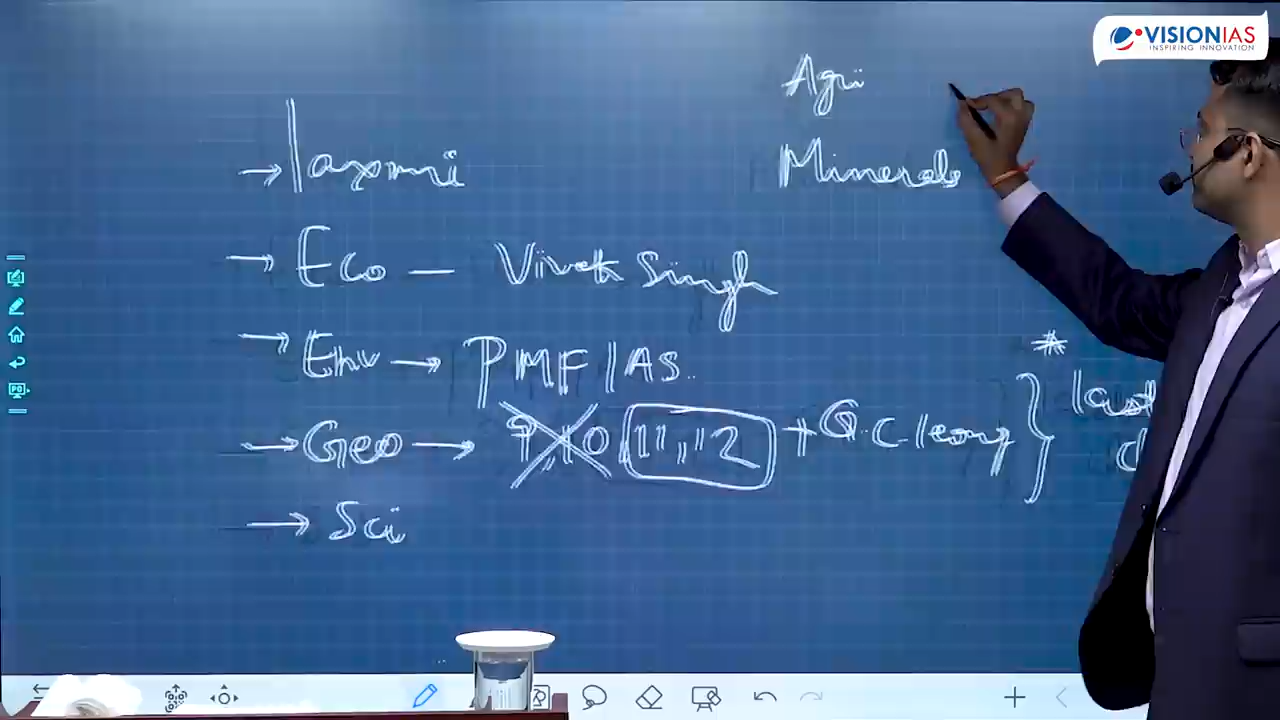 VISIONIAS
INSPIRING INNOVATION
Agri
Minerals
→ laxmi
→ Eco — Vivek Singh
→ Env → PMF IAS
→ Geo → 9,10, 11,12 + G.C. leong } * last
→ Sci